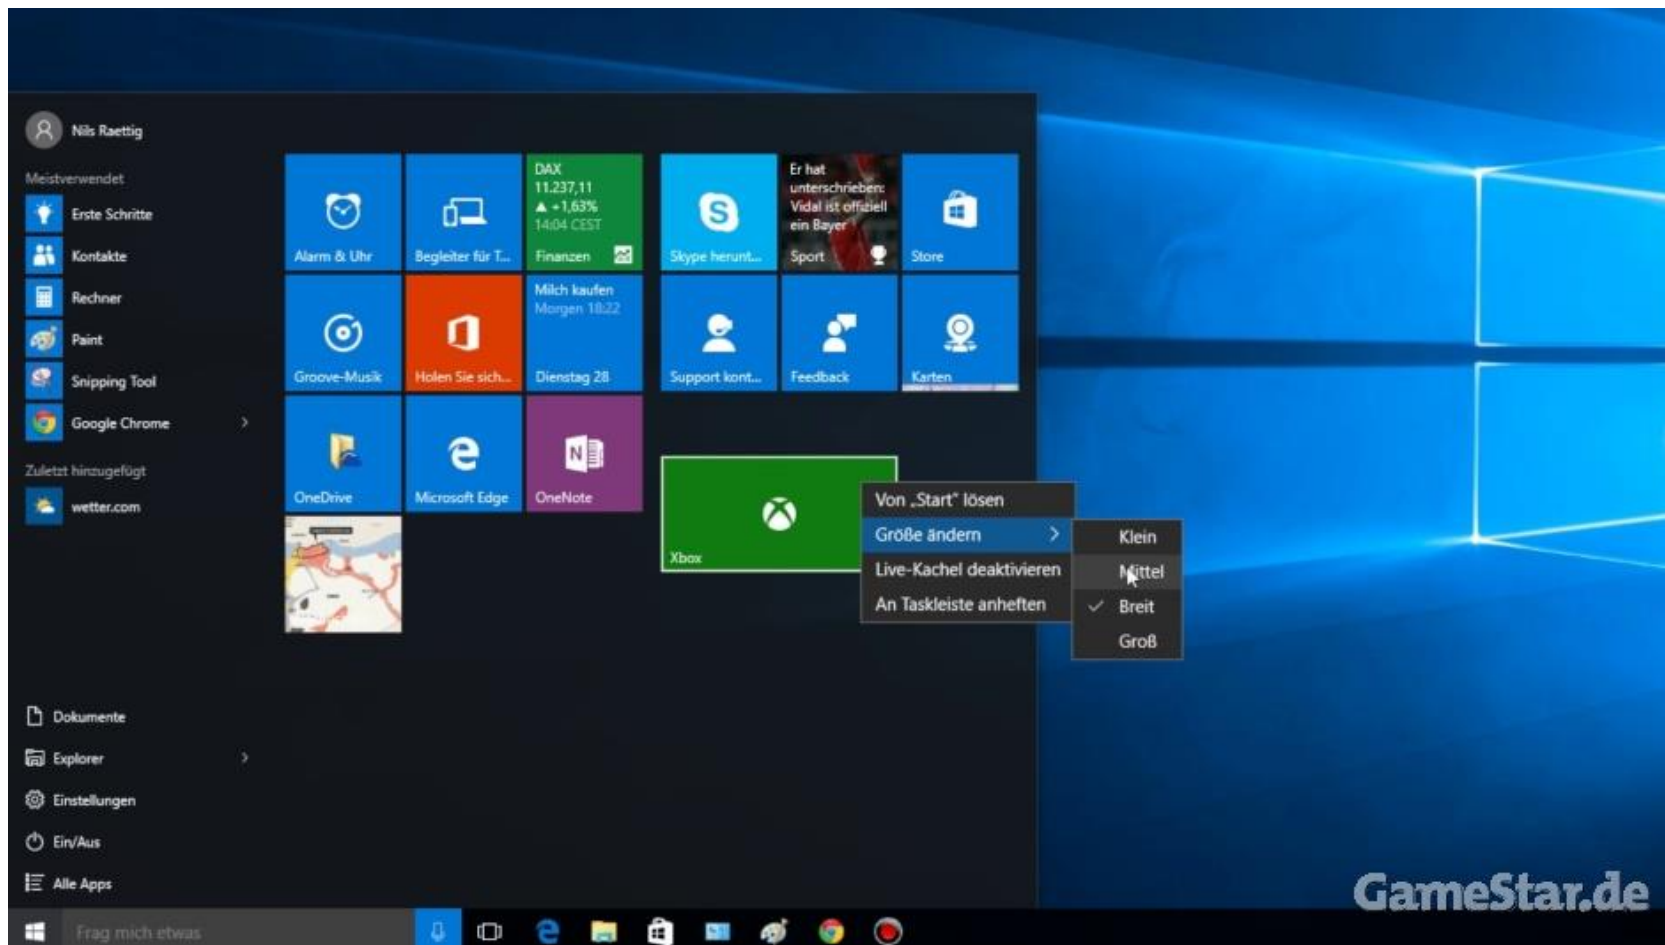 Nils Raettig
Meistverwendet
Erste Schritte
Kontakte
Rechner
Paint
Snipping Tool
Google Chrome
Zuletzt hinzugefügt
wetter.com
Dokumente
Explorer
Einstellungen
Ein/Aus
Alle Apps
Alarm & Uhr
Begleiter für T...
DAX
11.237,11
▲ +1,63%
14:04 CEST
Finanzen
Groove-Musik
Holen Sie sich...
Milch kaufen
Morgen 18:22
Dienstag 28
OneDrive
Microsoft Edge
N
OneNote
S
Skype herunt...
Er hat
unterschrieben:
Vidal ist offiziell
ein Bayer
Sport
Store
Support kont...
Feedback
Karten
Xbox
Von „Start“ lösen
Größe ändern
Live-Kachel deaktivieren
An Taskleiste anheften
Klein
Mittel
Breit
Groß
GameStar.de
Frag mich etwas